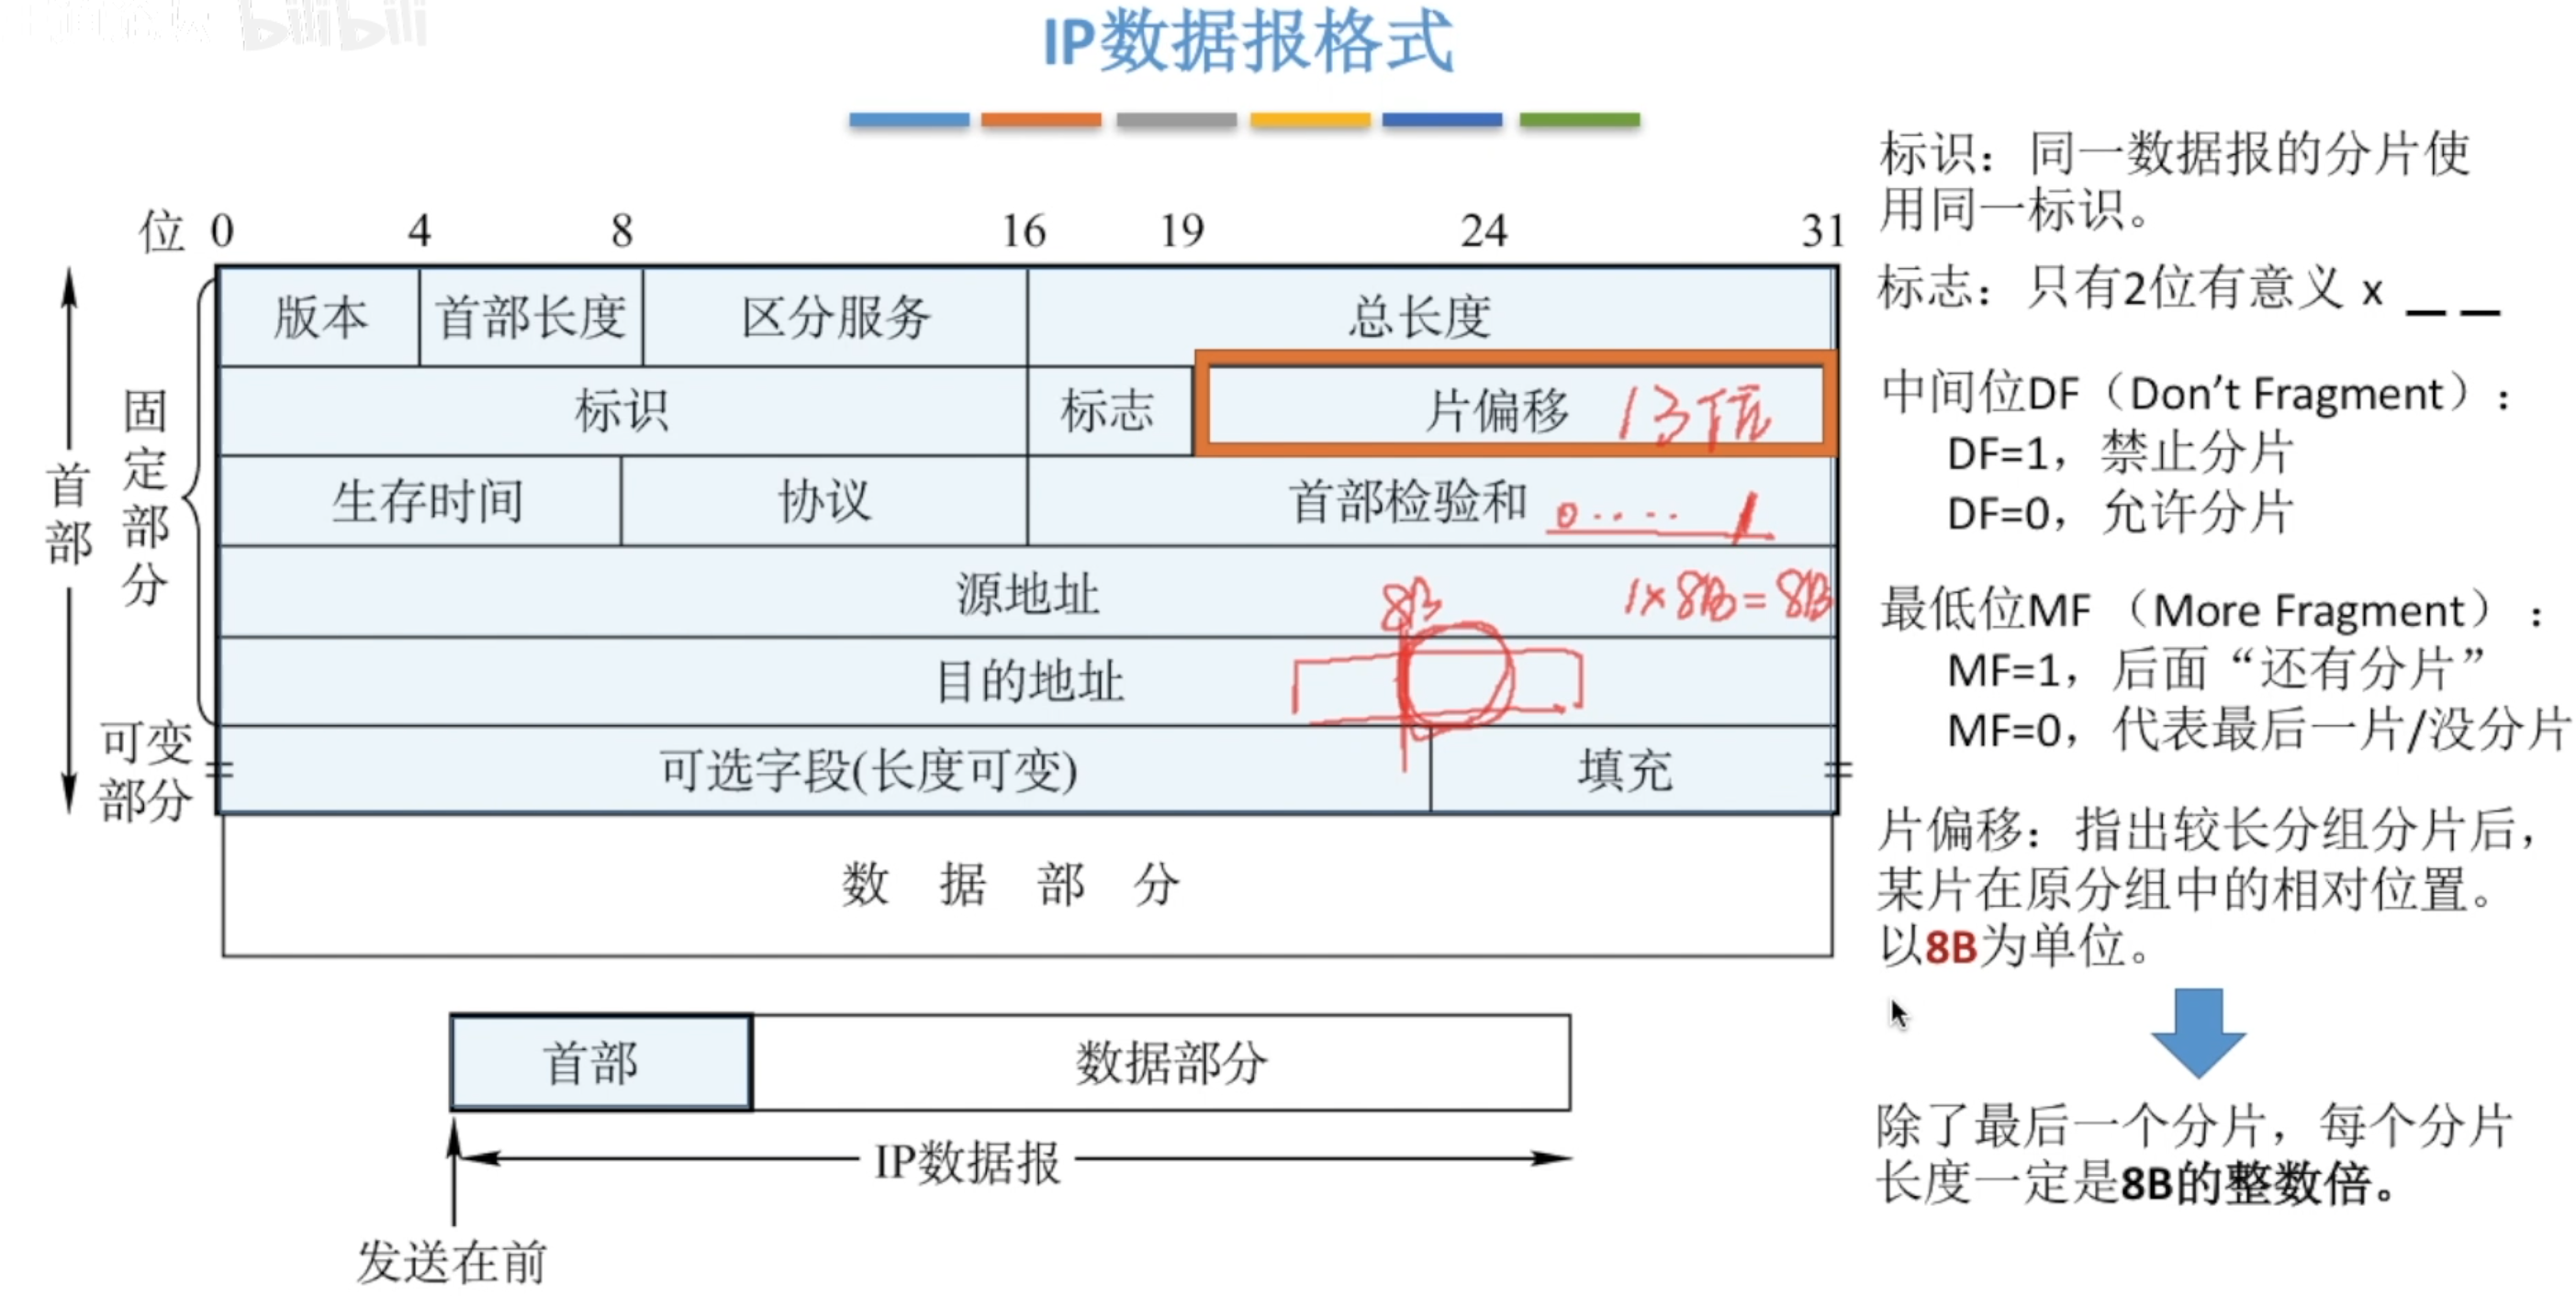 bilibili
IP数据报格式
位 0 4 8 16 19 24 31
版本 首部长度 区分服务 总长度
标识 标志 片偏移 13位
生存时间 协议 首部检验和 0····· 1
源地址 1×8B=8B
8B
目的地址
可选字段(长度可变) 填充
数据部分
首部
固定部分
可变部分
首部 数据部分
IP数据报
发送在前
标识：同一数据报的分片使
用同一标识。
标志：只有2位有意义 x _ _
中间位DF（Don't Fragment）：
DF=1，禁止分片
DF=0，允许分片
最低位MF （More Fragment）：
MF=1，后面“还有分片”
MF=0，代表最后一片/没分片
片偏移：指出较长分组分片后，
某片在原分组中的相对位置。
以8B为单位。
除了最后一个分片，每个分片
长度一定是8B的整数倍。